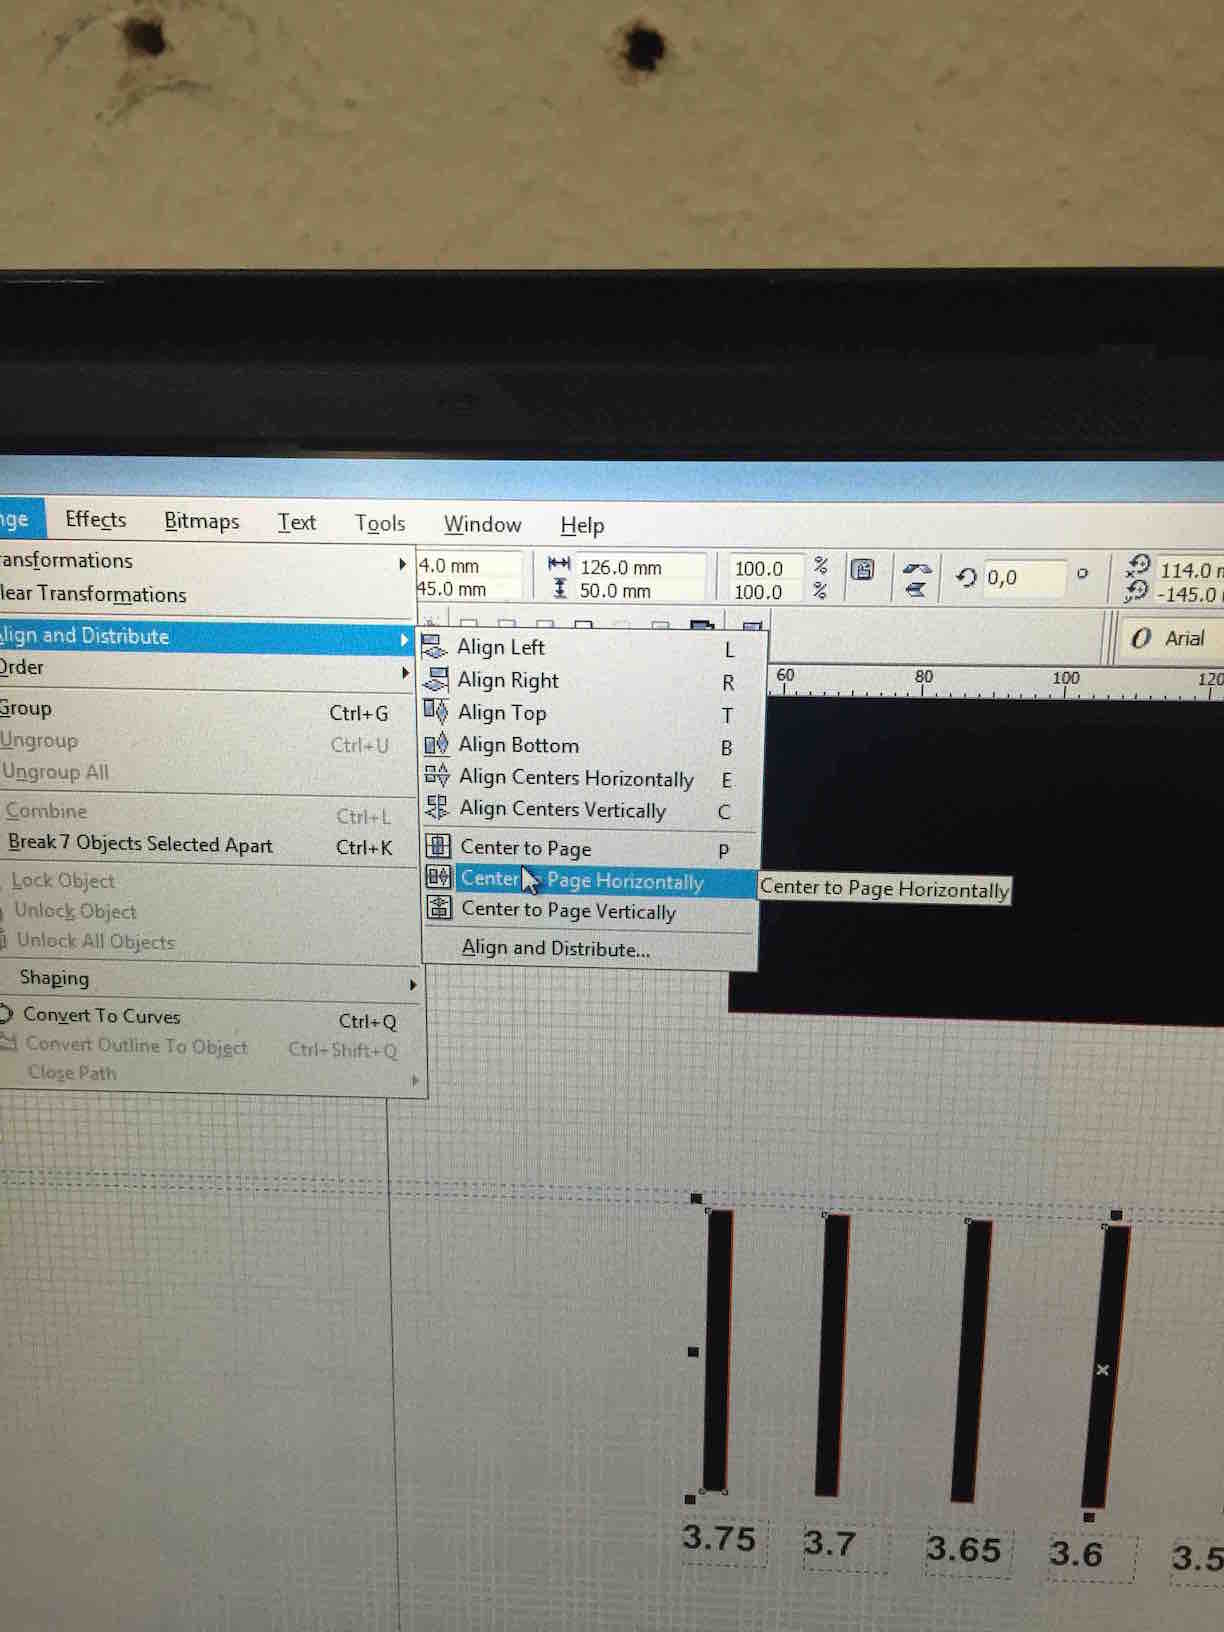 nge Effects Bitmaps Text Tools Window Help
ransformations
lear Transformations
lign and Distribute
Order
Group Ctrl+G
Ungroup Ctrl+U
Ungroup All
Combine Ctrl+L
Break 7 Objects Selected Apart Ctrl+K
Lock Object
Unlock Object
Unlock All Objects
Shaping
Convert To Curves Ctrl+Q
Convert Outline To Object Ctrl+Shift+Q
Close Path
4.0 mm
45.0 mm
126.0 mm
50.0 mm
100.0 %
100.0 %
0,0 °
114.0
-145.0
O Arial
Align Left L
Align Right R
Align Top T
Align Bottom B
Align Centers Horizontally E
Align Centers Vertically C
Center to Page P
Center Page Horizontally
Center to Page Vertically
Align and Distribute...
Center to Page Horizontally
60 80 100 120
3.75 3.7 3.65 3.6 3.5